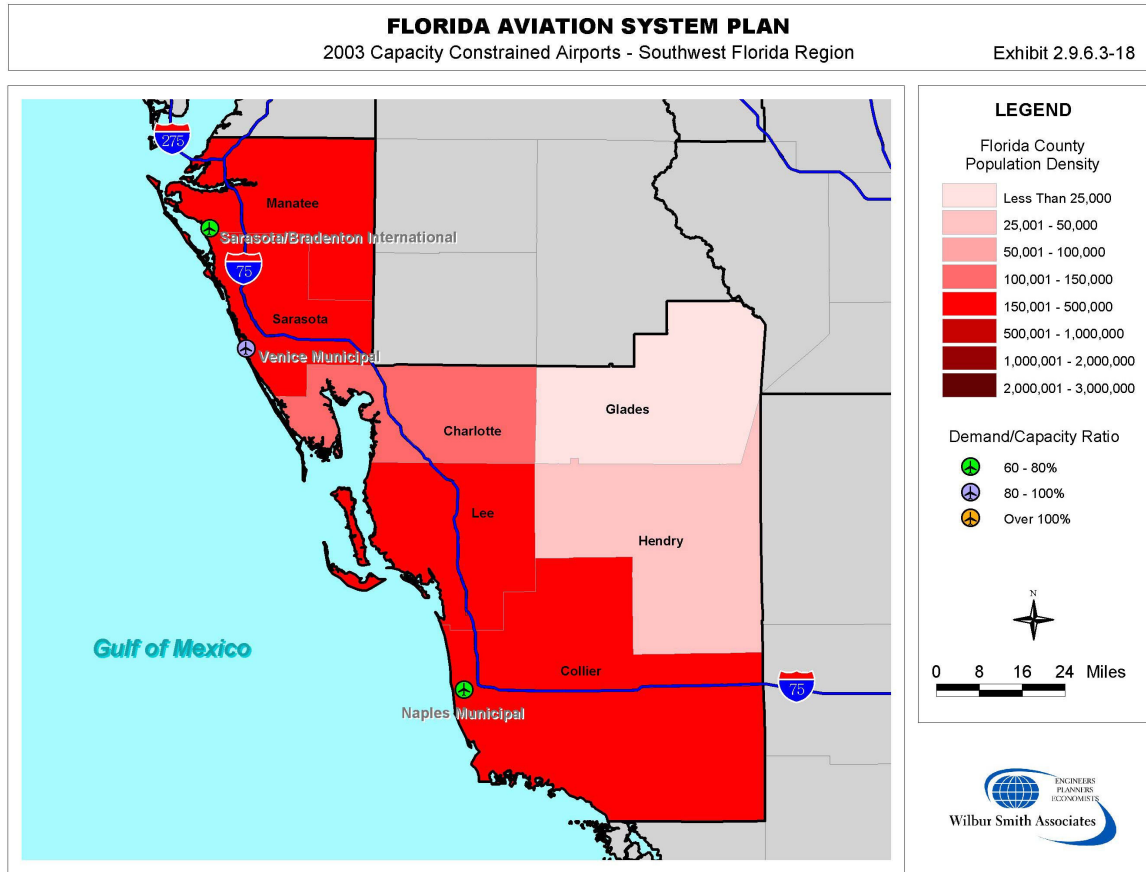 FLORIDA AVIATION SYSTEM PLAN
2003 Capacity Constrained Airports - Southwest Florida Region
Exhibit 2.9.6.3-18
275
Manatee
Sarasota/Bradenton International
75
Sarasota
Venice Municipal
Glades
Charlotte
Lee
Hendry
Gulf of Mexico
Collier
75
Naples Municipal
LEGEND
Florida County
Population Density
Less Than 25,000
25,001 - 50,000
50,001 - 100,000
100,001 - 150,000
150,001 - 500,000
500,001 - 1,000,000
1,000,001 - 2,000,000
2,000,001 - 3,000,000
Demand/Capacity Ratio
60 - 80%
80 - 100%
Over 100%
N
0 8 16 24 Miles
ENGINEERS
PLANNERS
ECONOMISTS
Wilbur Smith Associates